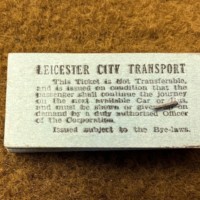 LEICESTER CITY TRANSPORT
This Ticket is Not Transferable,
and is issued on condition that the
passenger shall continue the journey
on the next available Car or Bus,
and must be shown or given up on
demand by a duly authorised Officer
of the Corporation.
Issued subject to the Bye-laws.